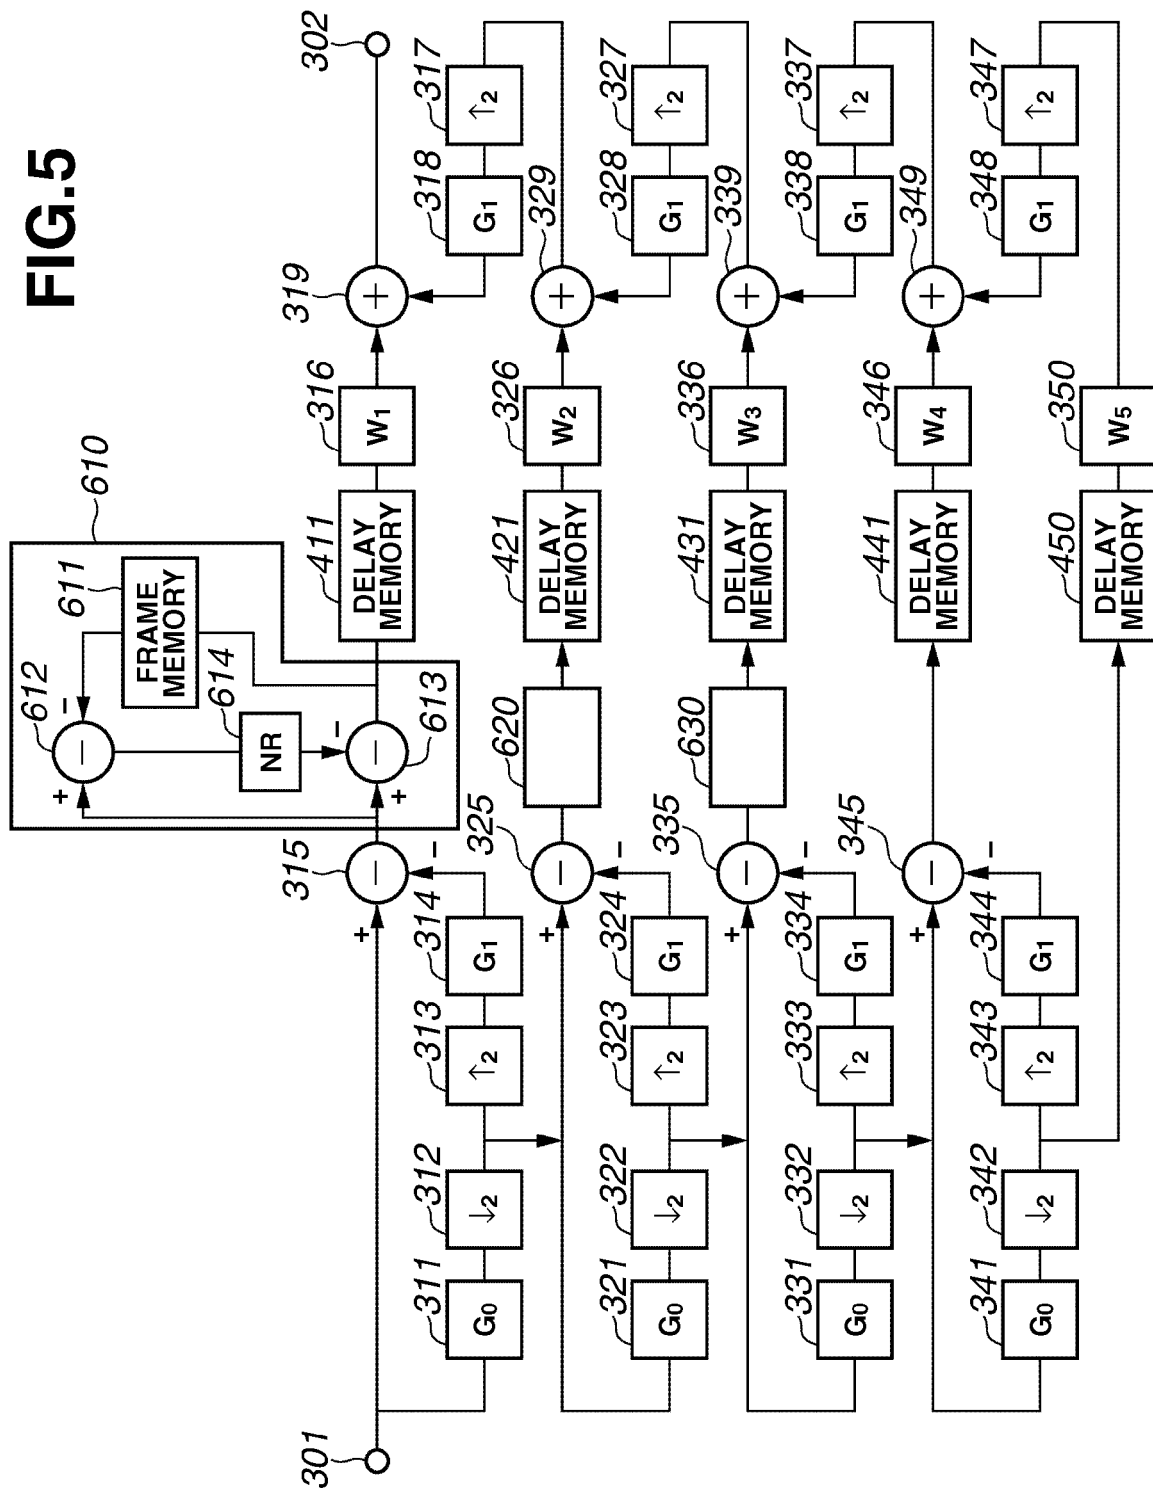 FIG.5
610
611
FRAME
MEMORY
612
−
+
−
614
NR
−
613
−
+
301
302
315
−
+
−
411
DELAY
MEMORY
316
W1
319
+
311
G0
312
↓2
313
↑2
314
G1
318
G1
317
↑2
325
−
+
−
620
421
DELAY
MEMORY
326
W2
329
+
321
G0
322
↓2
323
↑2
324
G1
328
G1
327
↑2
335
−
+
−
630
431
DELAY
MEMORY
336
W3
339
+
331
G0
332
↓2
333
↑2
334
G1
338
G1
337
↑2
345
−
+
−
441
DELAY
MEMORY
346
W4
349
+
341
G0
342
↓2
343
↑2
344
G1
348
G1
347
↑2
450
DELAY
MEMORY
350
W5